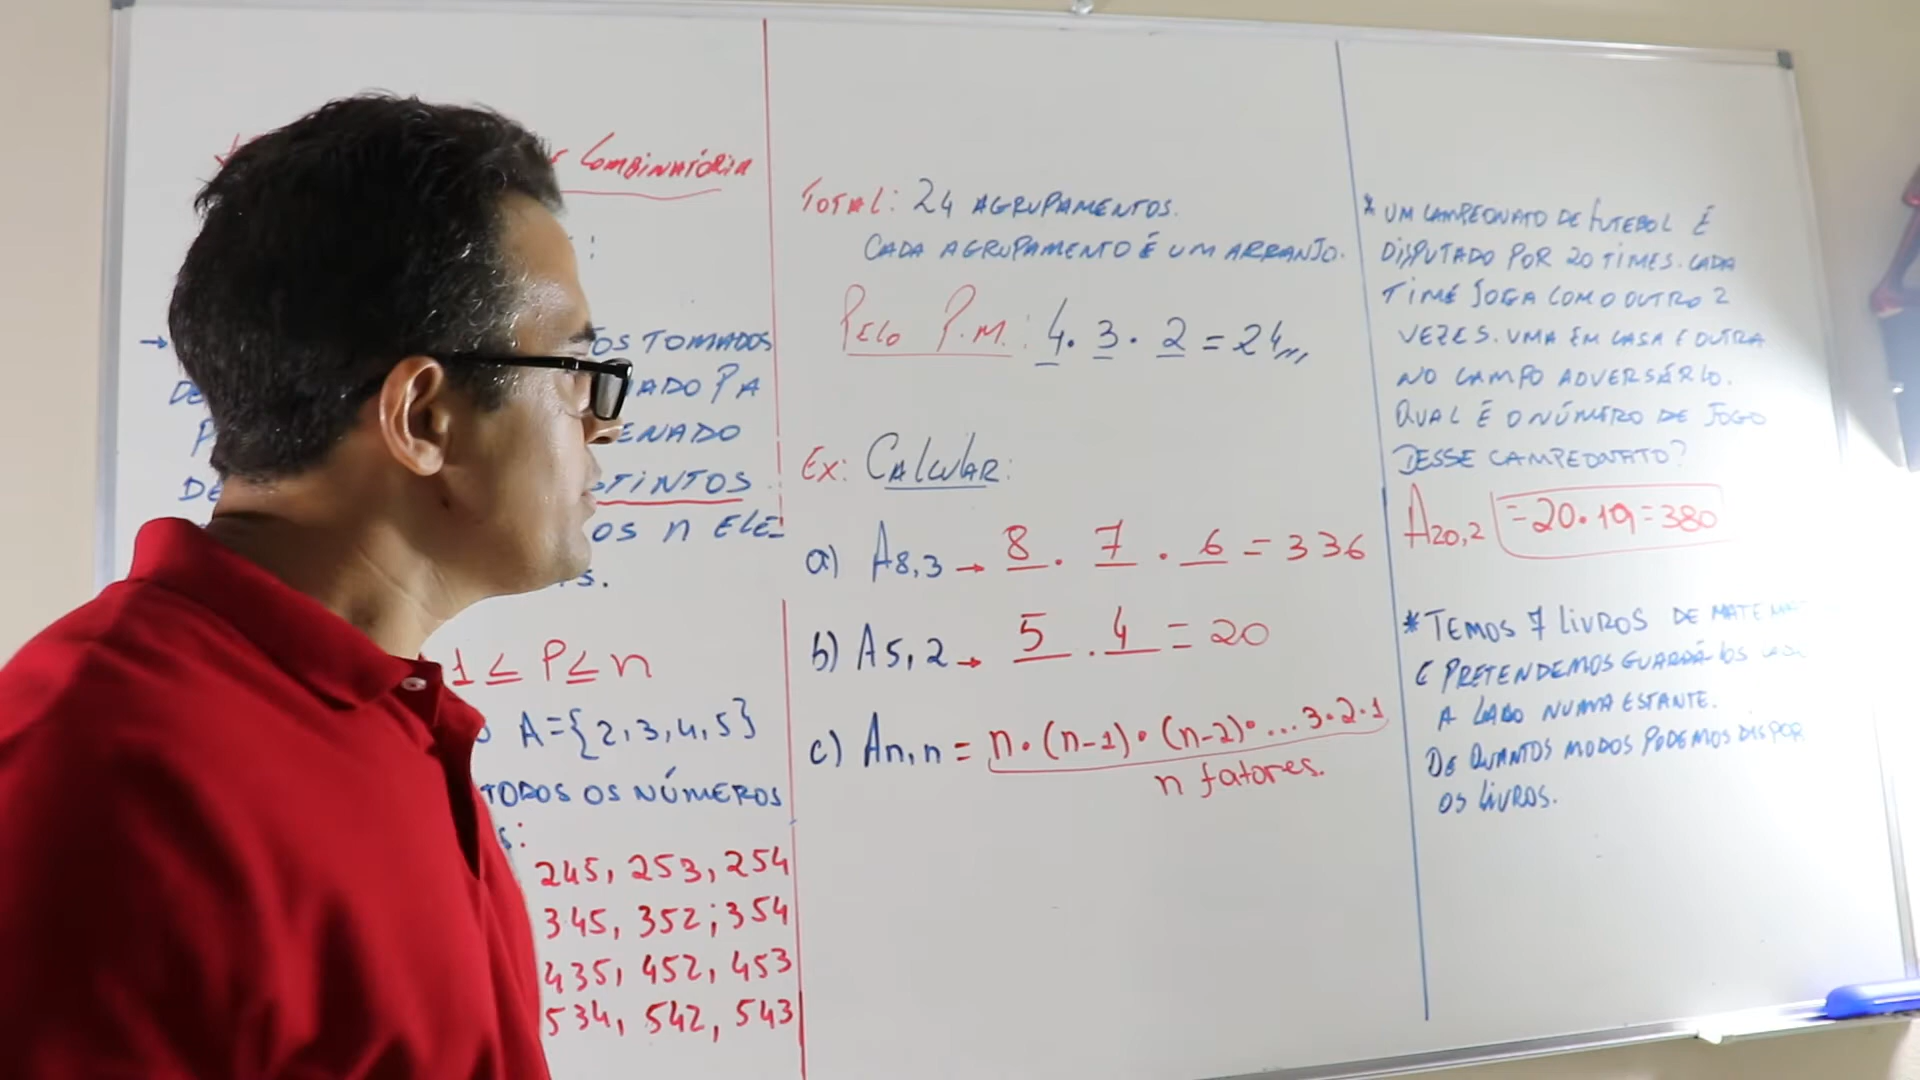 COMBINATÓRIA
:
→ OS TOMADOS
DE ADO P A
P ENADO
DE STINTOS
OS n ELE-
S.
1 ≤ P ≤ n
A={2,3,4,5}
TODOS OS NÚMEROS
:
245, 253, 254
345, 352; 354
435, 452, 453
534, 542, 543
TOTAL: 24 AGRUPAMENTOS.
CADA AGRUPAMENTO É UM ARRANJO.
PELO P.M.: 4 . 3 . 2 = 24,,
EX: CALCULAR:
a) A8,3 → 8 . 7 . 6 = 336
b) A5,2 → 5 . 4 = 20
c) An,n = n•(n-1)•(n-2)•...3•2•1
n fatores.
* UM CAMPEONATO DE FUTEBOL É
DISPUTADO POR 20 TIMES. CADA
TIME JOGA COM O OUTRO 2
VEZES. UMA EM CASA E OUTRA
NO CAMPO ADVERSÁRIO.
QUAL É O NÚMERO DE JOGO
DESSE CAMPEONATO?
A20,2 = 20•19 = 380
* TEMOS 7 LIVROS DE MATEMA
E PRETENDEMOS GUARDÁ-LOS
A LADO NUMA ESTANTE.
DE QUANTOS MODOS PODEMOS DISPOR
OS LIVROS.